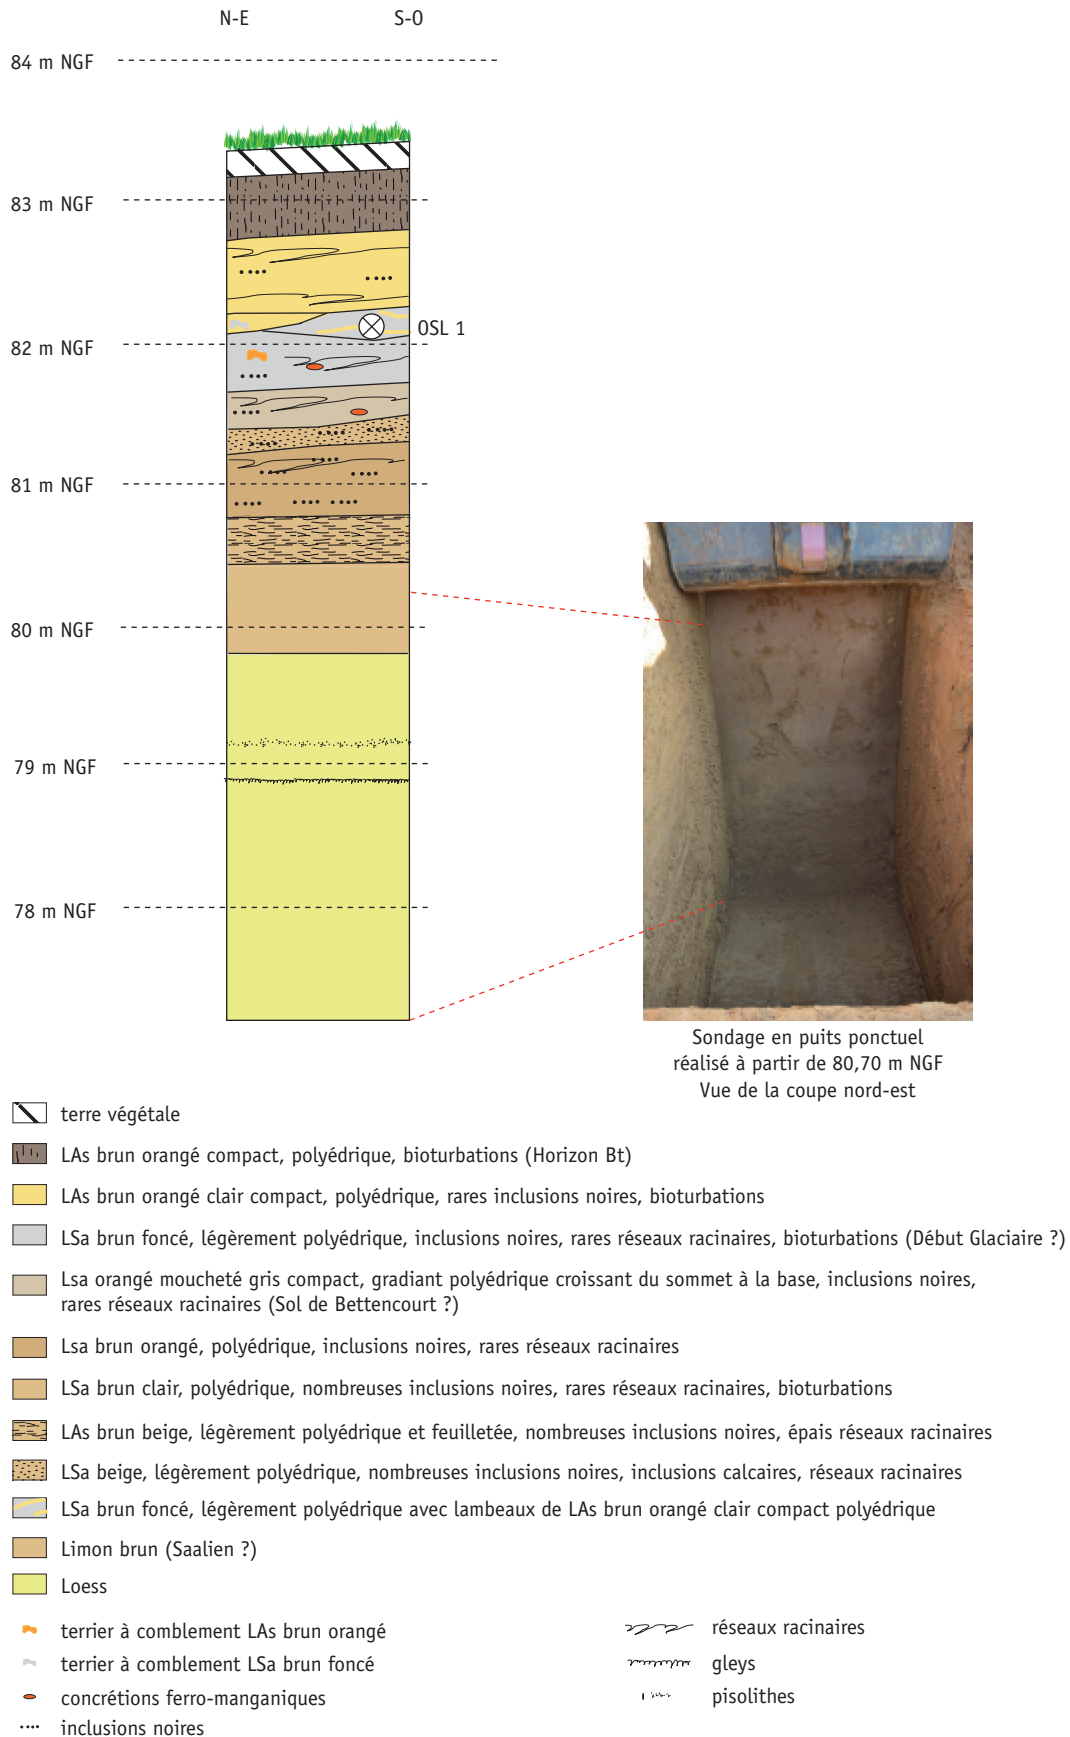 N-E
S-O
84 m NGF
83 m NGF
OSL 1
82 m NGF
81 m NGF
80 m NGF
79 m NGF
78 m NGF
Sondage en puits ponctuel
réalisé à partir de 80,70 m NGF
Vue de la coupe nord-est
terre végétale
LAs brun orangé compact, polyédrique, bioturbations (Horizon Bt)
LAs brun orangé clair compact, polyédrique, rares inclusions noires, bioturbations
LSa brun foncé, légèrement polyédrique, inclusions noires, rares réseaux racinaires, bioturbations (Début Glaciaire ?)
Lsa orangé moucheté gris compact, gradiant polyédrique croissant du sommet à la base, inclusions noires,
rares réseaux racinaires (Sol de Bettencourt ?)
Lsa brun orangé, polyédrique, inclusions noires, rares réseaux racinaires
LSa brun clair, polyédrique, nombreuses inclusions noires, rares réseaux racinaires, bioturbations
LAs brun beige, légèrement polyédrique et feuilletée, nombreuses inclusions noires, épais réseaux racinaires
LSa beige, légèrement polyédrique, nombreuses inclusions noires, inclusions calcaires, réseaux racinaires
LSa brun foncé, légèrement polyédrique avec lambeaux de LAs brun orangé clair compact polyédrique
Limon brun (Saalien ?)
Loess
terrier à comblement LAs brun orangé
terrier à comblement LSa brun foncé
concrétions ferro-manganiques
inclusions noires
réseaux racinaires
gleys
pisolithes